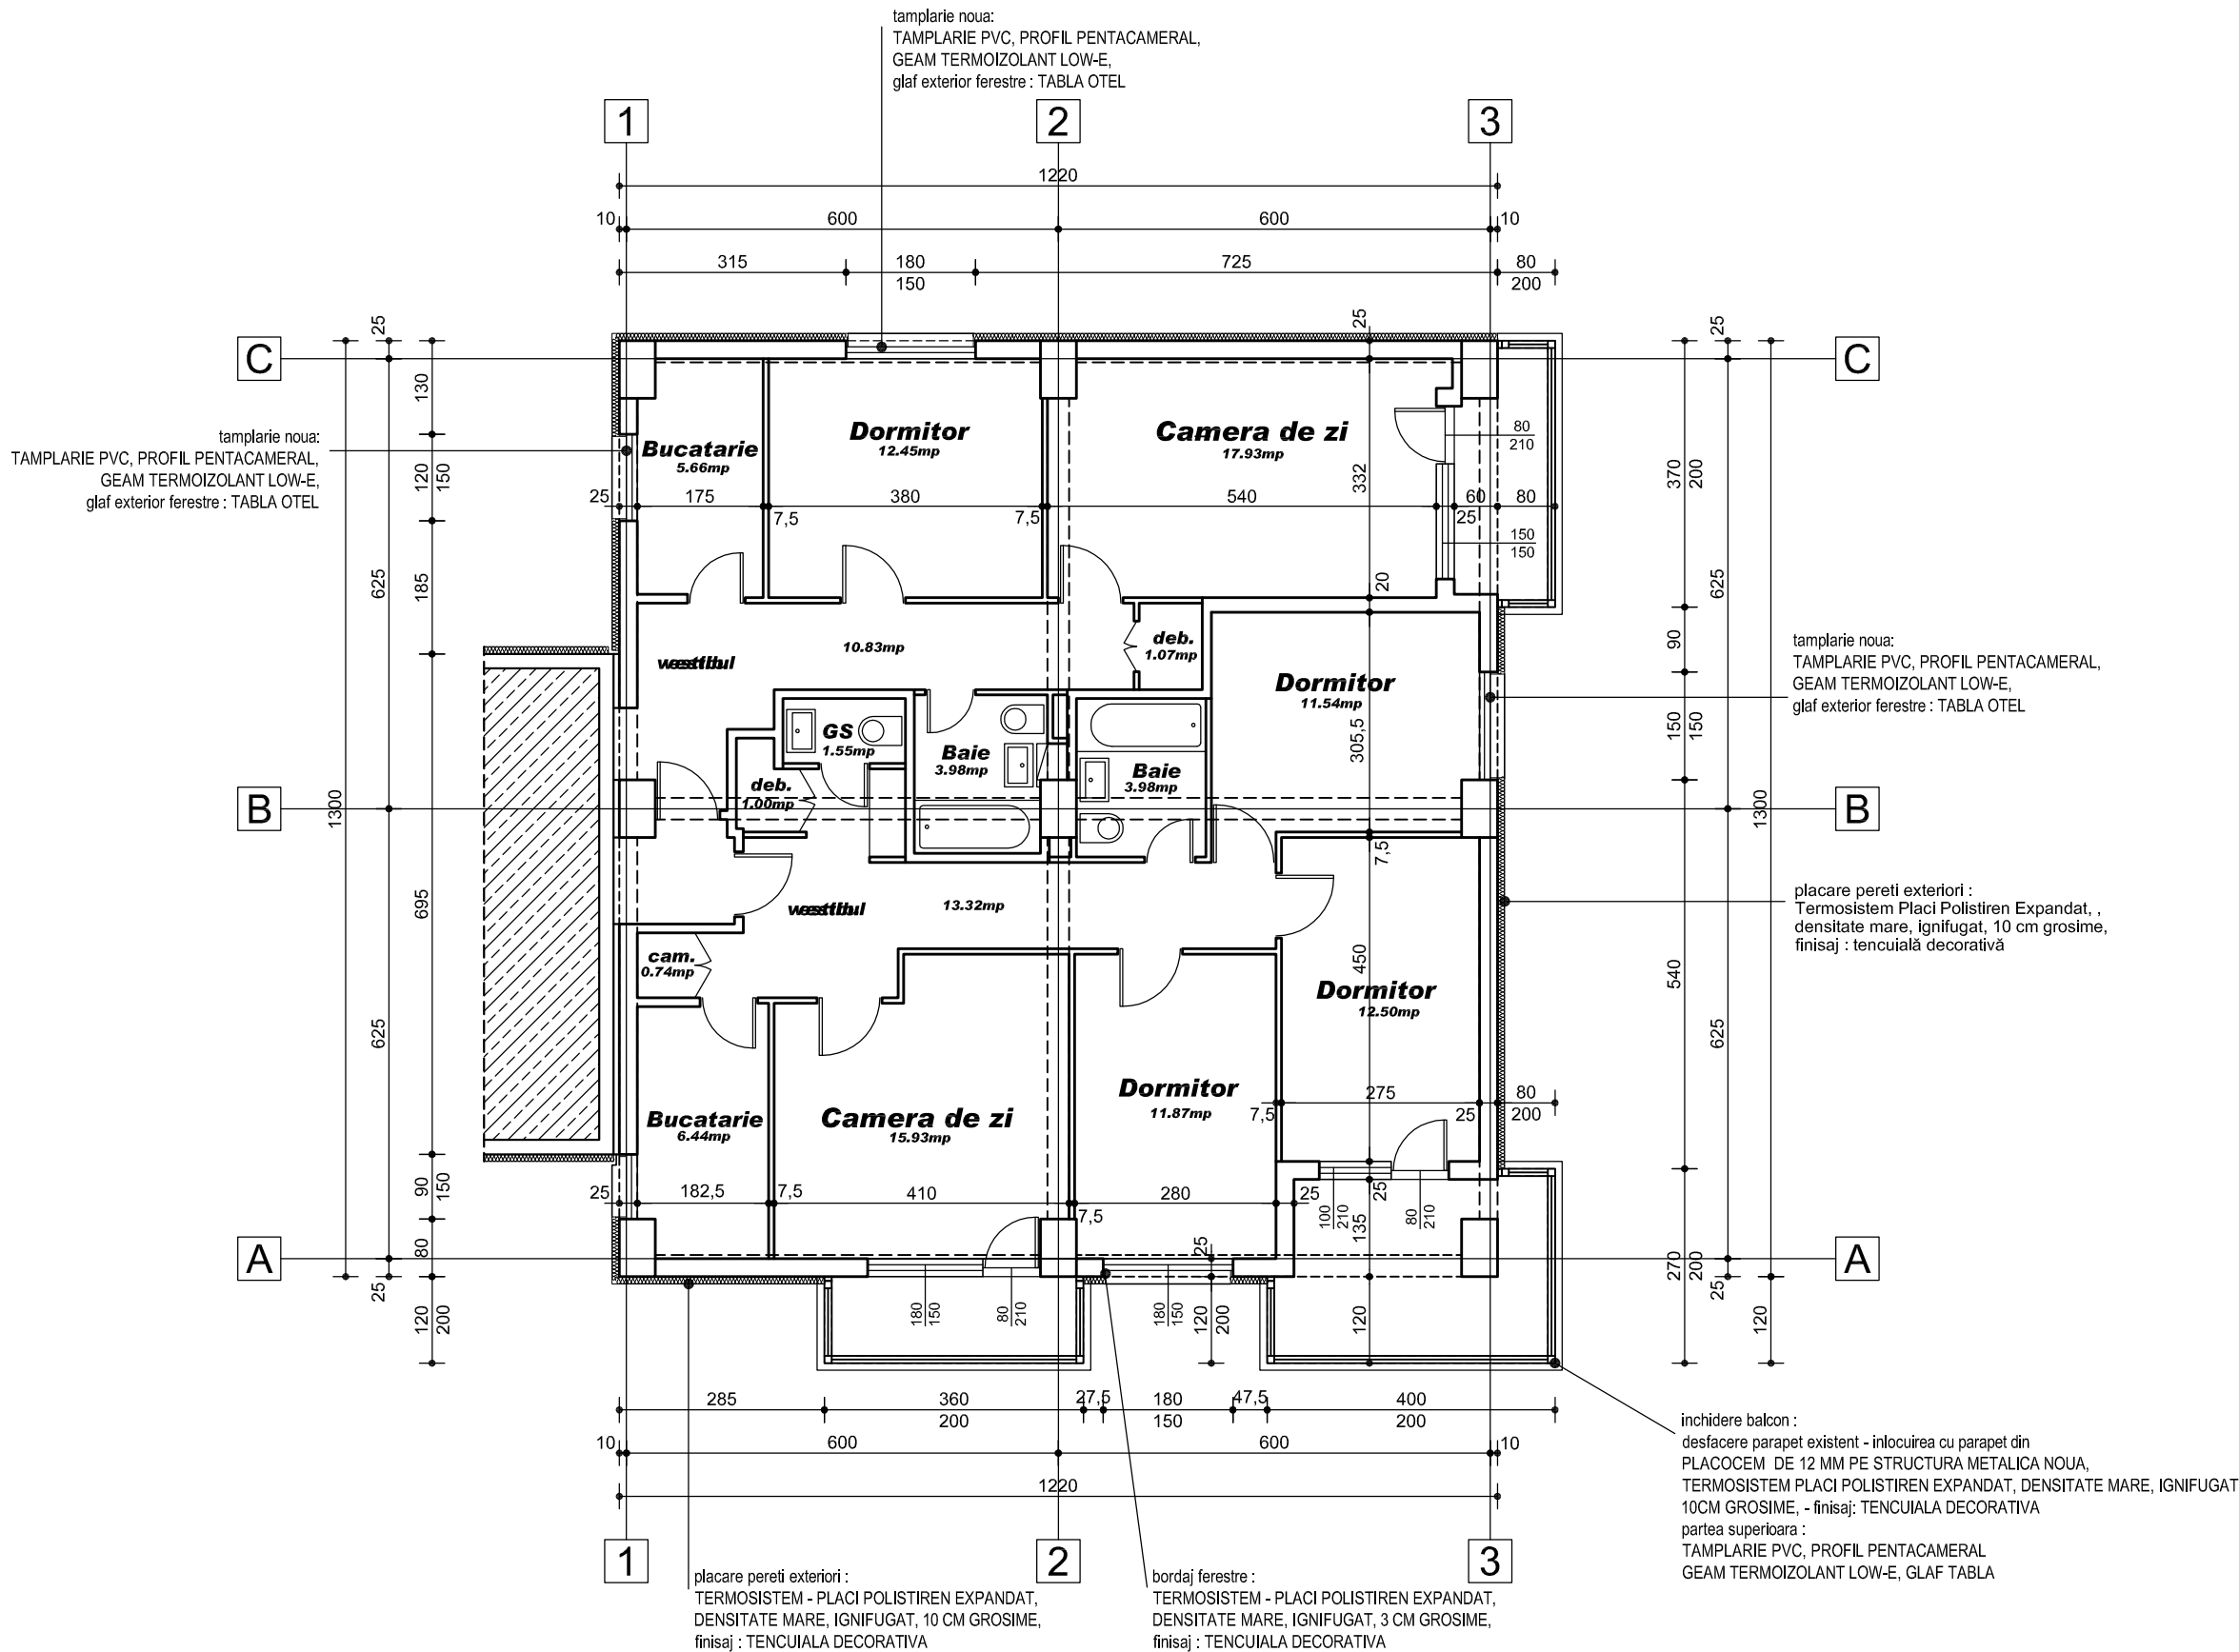 tamplarie noua:
TAMPLARIE PVC, PROFIL PENTACAMERAL,
GEAM TERMOIZOLANT LOW-E,
glaf exterior ferestre : TABLA OTEL
1
2
3
1220
10
600
600
10
315
180
150
725
80
200
C
25
625
1300
130
120
150
185
25
332
C
25
370
200
625
1300
90
150
150
tamplarie noua:
TAMPLARIE PVC, PROFIL PENTACAMERAL,
GEAM TERMOIZOLANT LOW-E,
glaf exterior ferestre : TABLA OTEL
Bucatarie
5.66mp
Dormitor
12.45mp
Camera de zi
17.93mp
80
210
25
175
7,5
380
7,5
540
60
25
80
150
150
20
10.83mp
deb.
1.07mp
Dormitor
11.54mp
305,5
tamplarie noua:
TAMPLARIE PVC, PROFIL PENTACAMERAL,
GEAM TERMOIZOLANT LOW-E,
glaf exterior ferestre : TABLA OTEL
GS
1.55mp
Baie
3.98mp
Baie
3.98mp
deb.
1.00mp
B
B
7,5
695
13.32mp
450
540
placare pereti exteriori :
Termosistem Placi Polistiren Expandat, ,
densitate mare, ignifugat, 10 cm grosime,
finisaj : tencuială decorativă
cam.
0.74mp
Dormitor
12.50mp
625
625
Bucatarie
6.44mp
Camera de zi
15.93mp
Dormitor
11.87mp
7,5
275
25
80
200
90
150
25
182,5
7,5
410
7,5
280
25
100
210
25
135
80
210
A
80
25
25
A
270
200
25
120
200
180
150
80
210
180
150
120
200
120
120
285
360
200
27,5
180
150
47,5
400
200
10
600
600
10
1220
1
2
3
inchidere balcon :
desfacere parapet existent - inlocuirea cu parapet din
PLACOCEM DE 12 MM PE STRUCTURA METALICA NOUA,
TERMOSISTEM PLACI POLISTIREN EXPANDAT, DENSITATE MARE, IGNIFUGAT
10CM GROSIME, - finisaj: TENCUIALA DECORATIVA
partea superioara :
TAMPLARIE PVC, PROFIL PENTACAMERAL
GEAM TERMOIZOLANT LOW-E, GLAF TABLA
placare pereti exteriori :
TERMOSISTEM - PLACI POLISTIREN EXPANDAT,
DENSITATE MARE, IGNIFUGAT, 10 CM GROSIME,
finisaj : TENCUIALA DECORATIVA
bordaj ferestre :
TERMOSISTEM - PLACI POLISTIREN EXPANDAT,
DENSITATE MARE, IGNIFUGAT, 3 CM GROSIME,
finisaj : TENCUIALA DECORATIVA